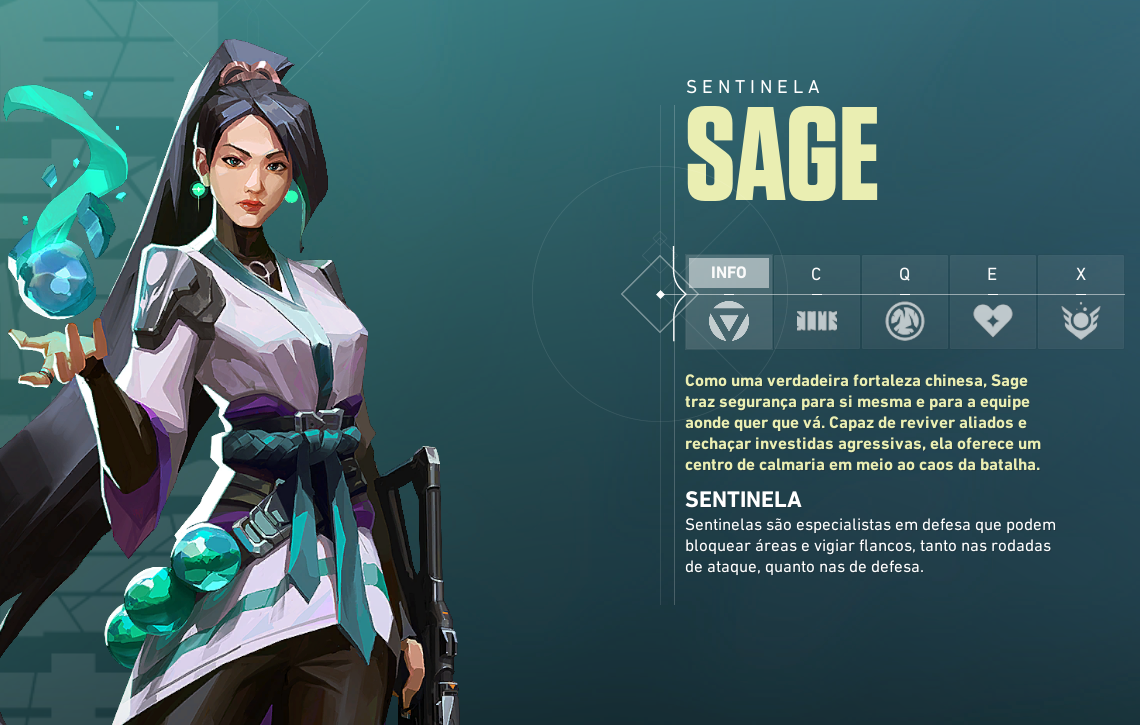 SENTINELA
SAGE
INFO C Q E X
Como uma verdadeira fortaleza chinesa, Sage
traz segurança para si mesma e para a equipe
aonde quer que vá. Capaz de reviver aliados e
rechaçar investidas agressivas, ela oferece um
centro de calmaria em meio ao caos da batalha.
SENTINELA
Sentinelas são especialistas em defesa que podem
bloquear áreas e vigiar flancos, tanto nas rodadas
de ataque, quanto nas de defesa.